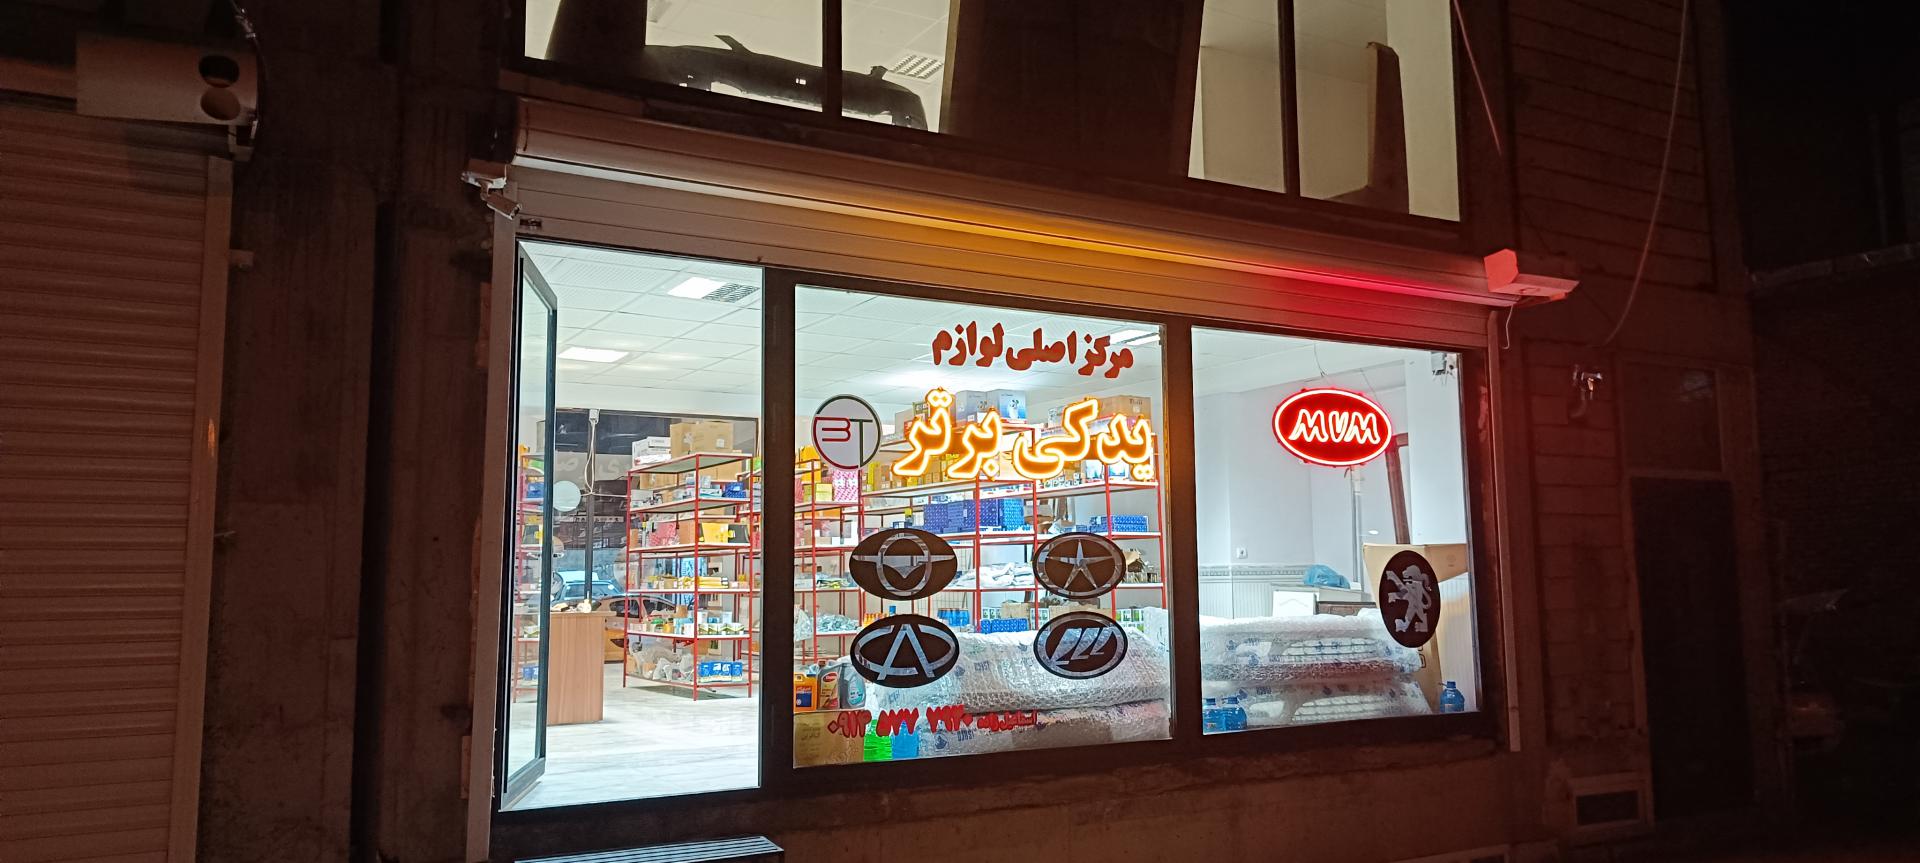 مرکز اصلی لوازم
BT
یدکی برتر
MVM